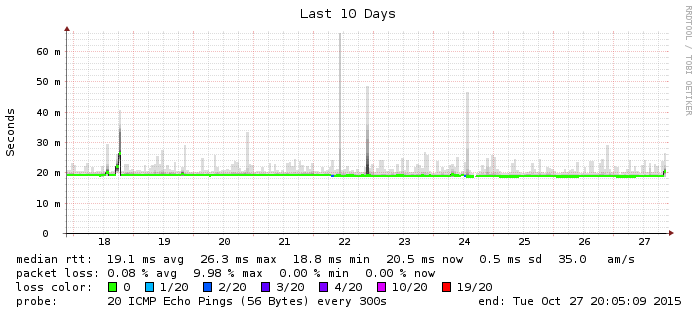 Last 10 Days
RRDTOOL / TOBI OETIKER
Seconds
60 m
50 m
40 m
30 m
20 m
10 m
0
18 19 20 21 22 23 24 25 26 27
median rtt: 19.1 ms avg 26.3 ms max 18.8 ms min 20.5 ms now 0.5 ms sd 35.0 am/s
packet loss: 0.08 % avg 9.98 % max 0.00 % min 0.00 % now
loss color: 0 1/20 2/20 3/20 4/20 10/20 19/20
probe: 20 ICMP Echo Pings (56 Bytes) every 300s end: Tue Oct 27 20:05:09 2015